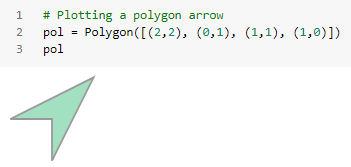 1 # Plotting a polygon arrow
2 pol = Polygon([(2,2), (0,1), (1,1), (1,0)])
3 pol